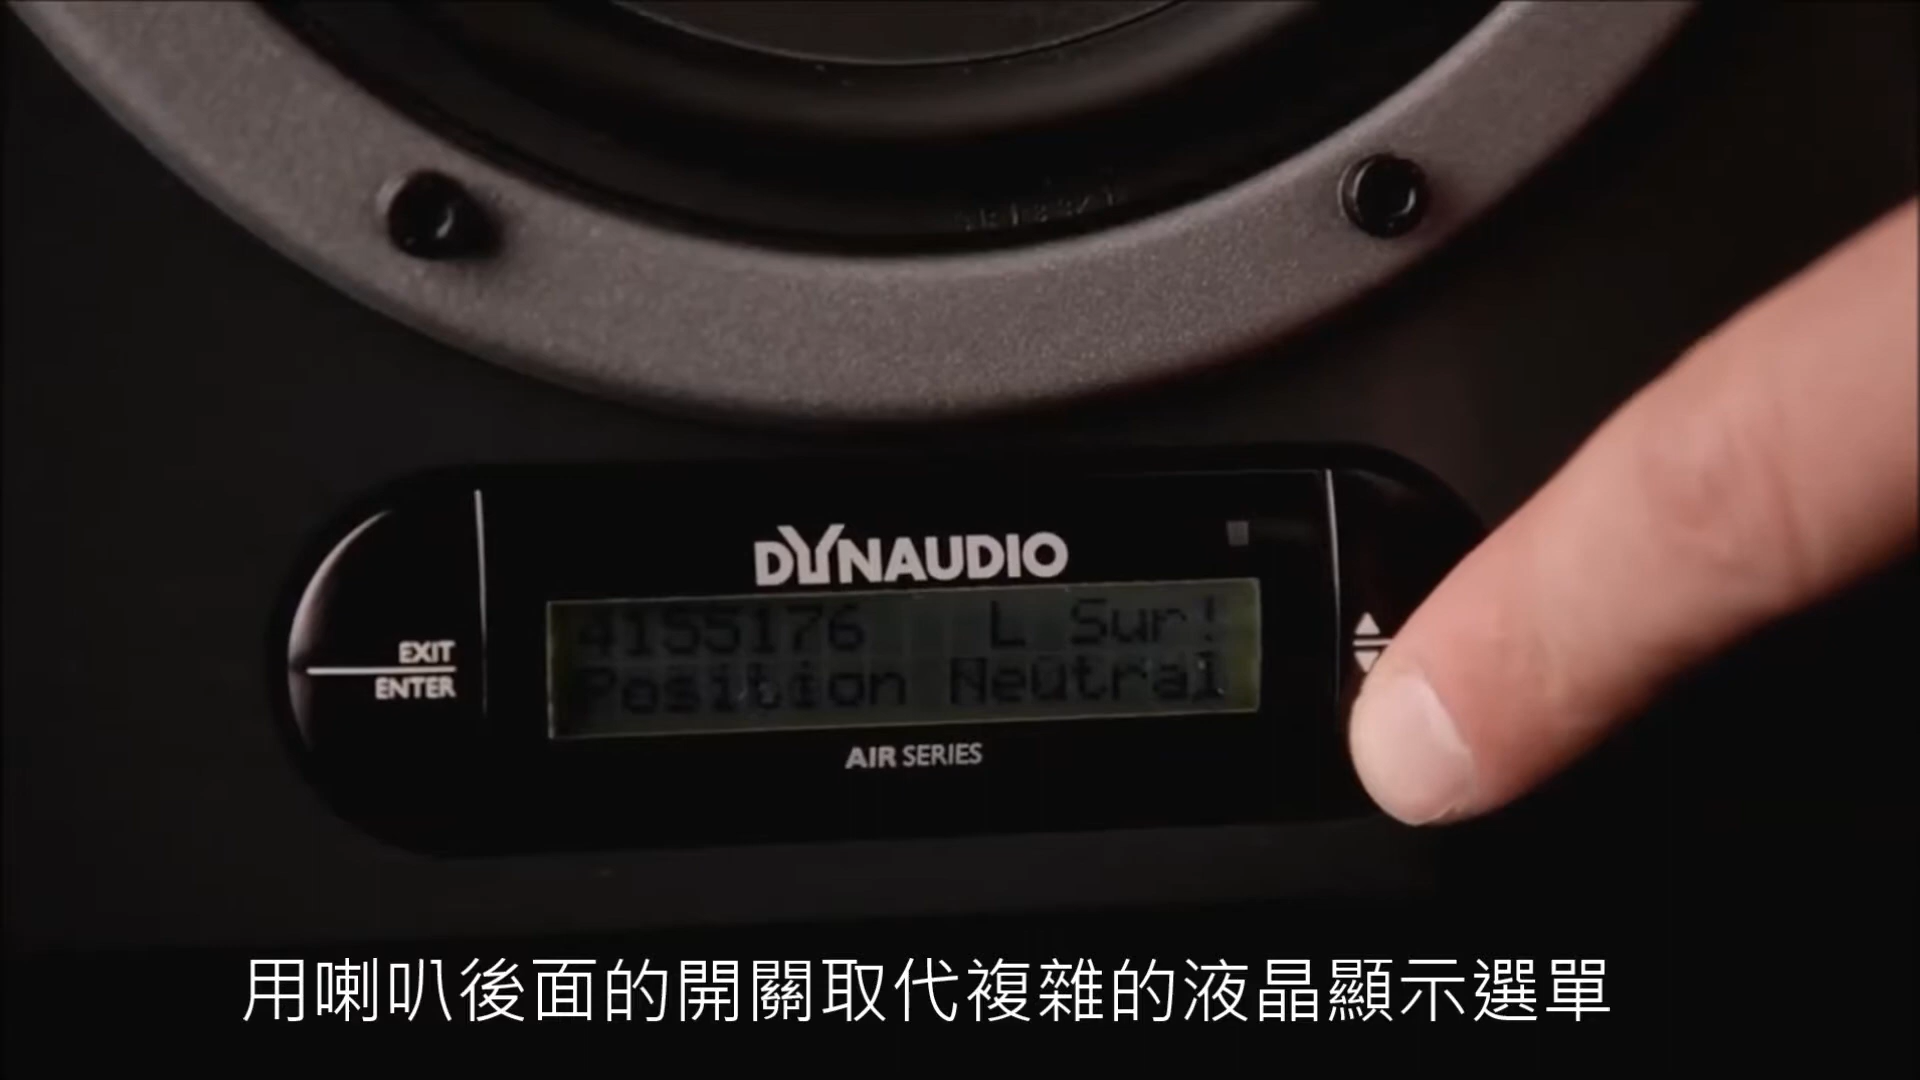 DYNAUDIO
4155176 L Sur!
Position Neutral
EXIT
ENTER
AIR SERIES
用喇叭後面的開關取代複雜的液晶顯示選單